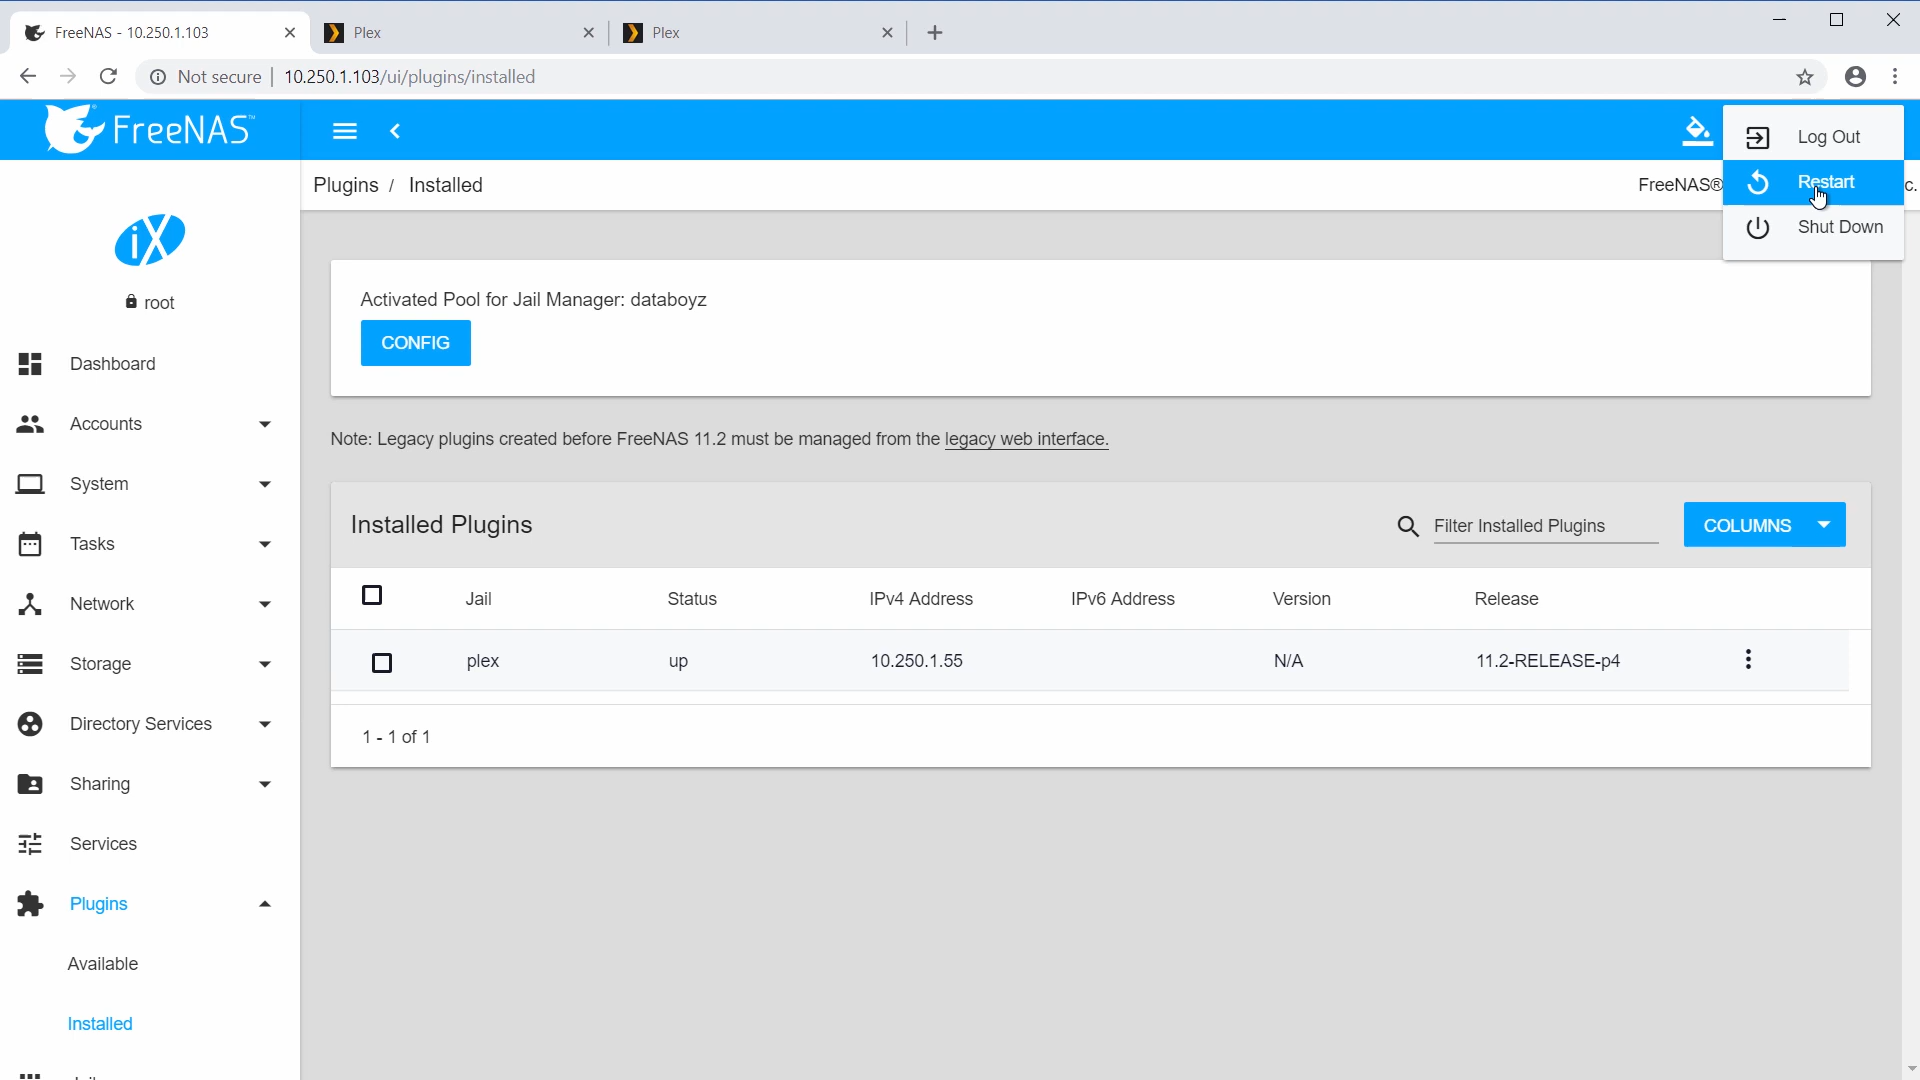 FreeNAS - 10.250.1.103
Plex
Plex
Not secure
10.250.1.103/ui/plugins/installed
FreeNAS™
Log Out
Restart
Shut Down
Plugins / Installed
FreeNAS®
c.
iX
root
Dashboard
Accounts
System
Tasks
Network
Storage
Directory Services
Sharing
Services
Plugins
Available
Installed
Activated Pool for Jail Manager: databoyz
CONFIG
Note: Legacy plugins created before FreeNAS 11.2 must be managed from the legacy web interface.
Installed Plugins
Filter Installed Plugins
COLUMNS
Jail Status IPv4 Address IPv6 Address Version Release
plex up 10.250.1.55 N/A 11.2-RELEASE-p4
1 - 1 of 1